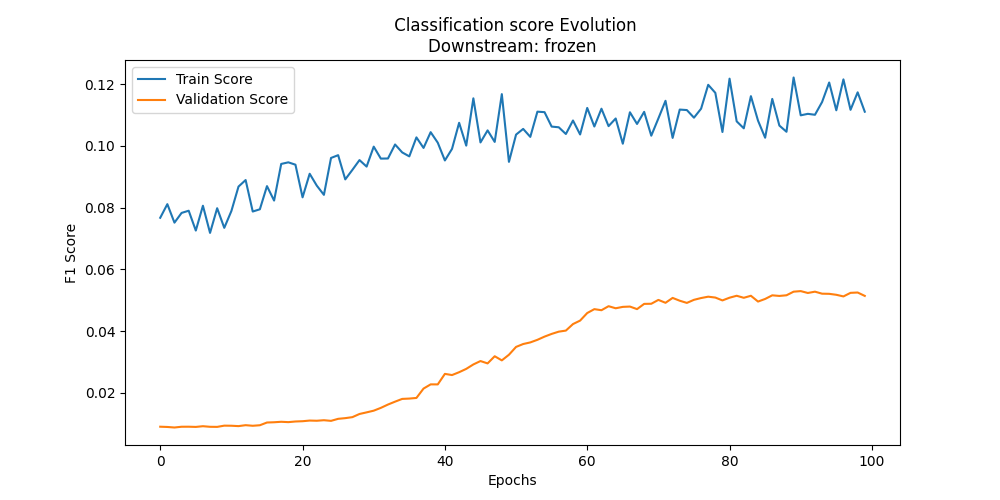 Classification score Evolution
Downstream: frozen
Train Score
Validation Score
0.12
0.10
0.08
0.06
0.04
0.02
F1 Score
0 20 40 60 80 100
Epochs